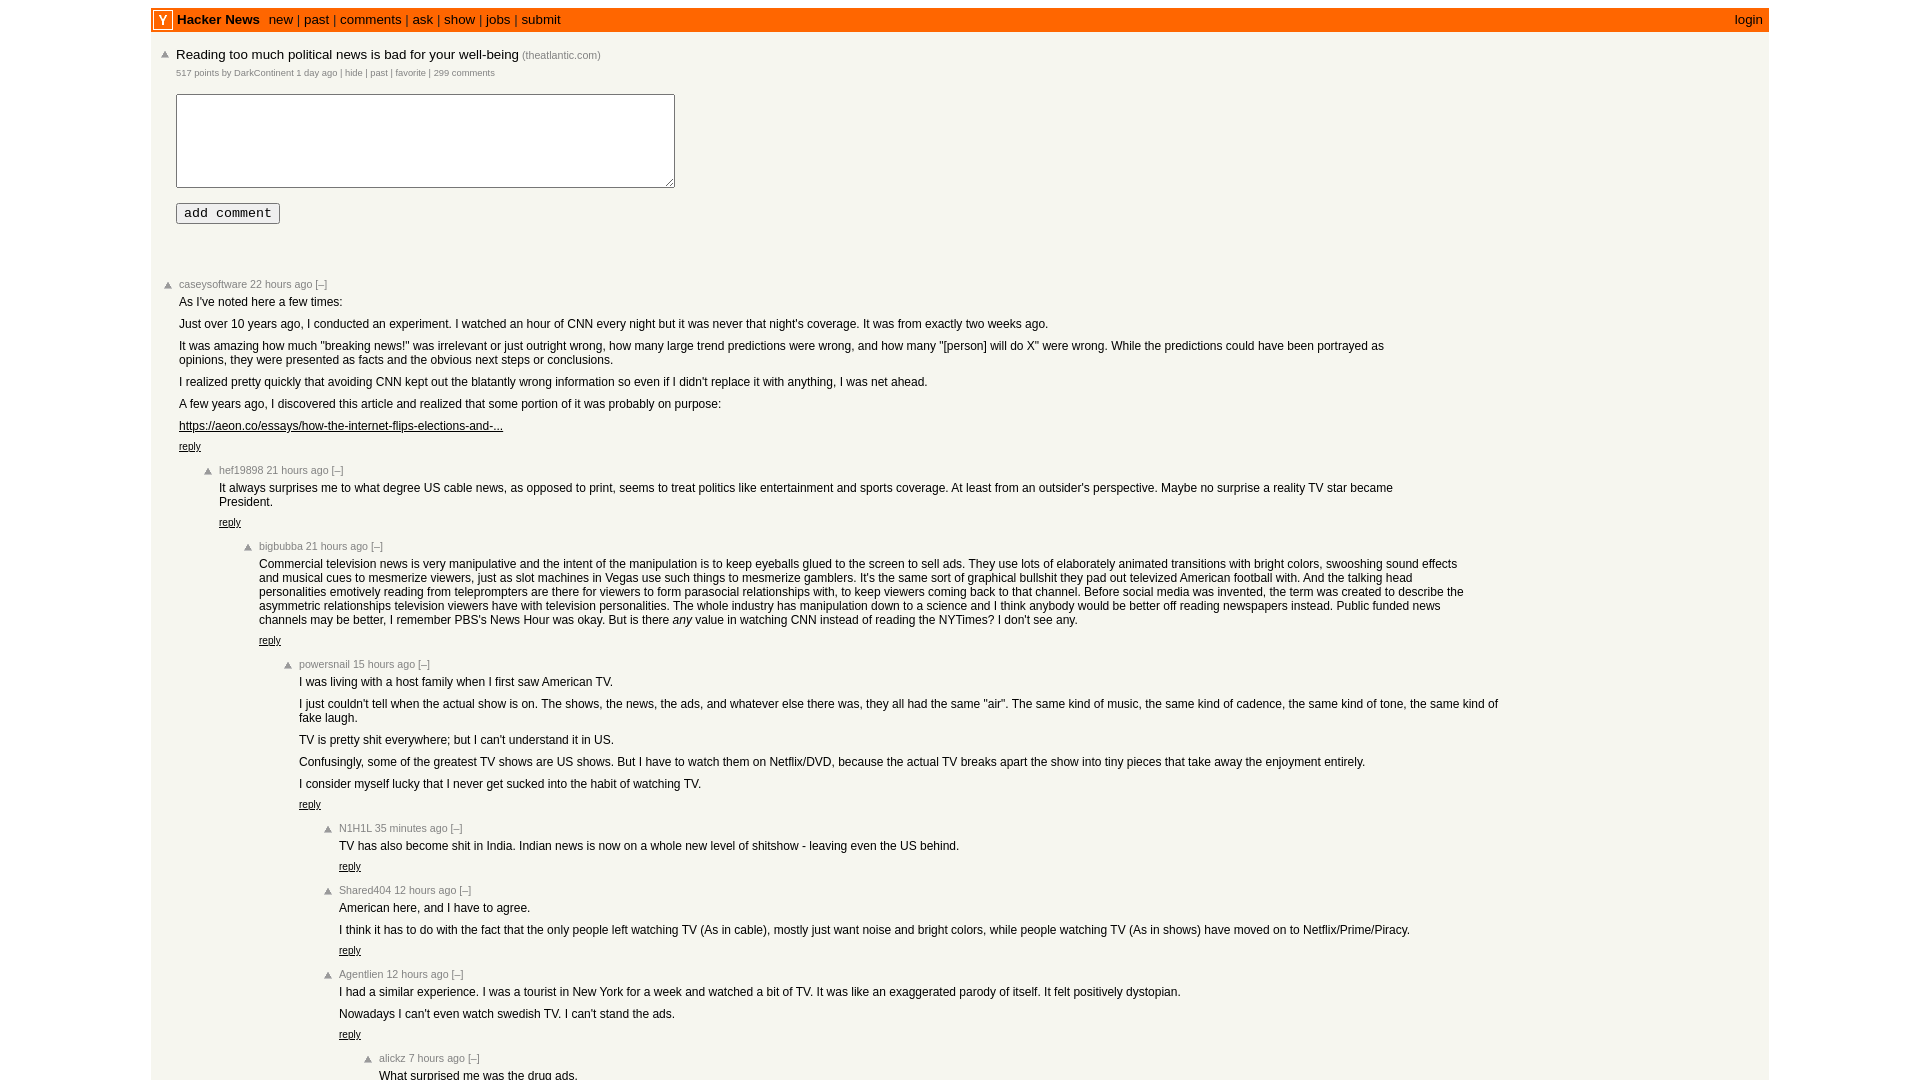 Y Hacker News new | past | comments | ask | show | jobs | submit login
Reading too much political news is bad for your well-being (theatlantic.com)
517 points by DarkContinent 1 day ago | hide | past | favorite | 299 comments
add comment
caseysoftware 22 hours ago [–]
As I've noted here a few times:
Just over 10 years ago, I conducted an experiment. I watched an hour of CNN every night but it was never that night's coverage. It was from exactly two weeks ago.
It was amazing how much "breaking news!" was irrelevant or just outright wrong, how many large trend predictions were wrong, and how many "[person] will do X" were wrong. While the predictions could have been portrayed as
opinions, they were presented as facts and the obvious next steps or conclusions.
I realized pretty quickly that avoiding CNN kept out the blatantly wrong information so even if I didn't replace it with anything, I was net ahead.
A few years ago, I discovered this article and realized that some portion of it was probably on purpose:
https://aeon.co/essays/how-the-internet-flips-elections-and-...
reply
hef19898 21 hours ago [–]
It always surprises me to what degree US cable news, as opposed to print, seems to treat politics like entertainment and sports coverage. At least from an outsider's perspective. Maybe no surprise a reality TV star became
President.
reply
bigbubba 21 hours ago [–]
Commercial television news is very manipulative and the intent of the manipulation is to keep eyeballs glued to the screen to sell ads. They use lots of elaborately animated transitions with bright colors, swooshing sound effects
and musical cues to mesmerize viewers, just as slot machines in Vegas use such things to mesmerize gamblers. It's the same sort of graphical bullshit they pad out televized American football with. And the talking head
personalities emotively reading from teleprompters are there for viewers to form parasocial relationships with, to keep viewers coming back to that channel. Before social media was invented, the term was created to describe the
asymmetric relationships television viewers have with television personalities. The whole industry has manipulation down to a science and I think anybody would be better off reading newspapers instead. Public funded news
channels may be better, I remember PBS's News Hour was okay. But is there any value in watching CNN instead of reading the NYTimes? I don't see any.
reply
powersnail 15 hours ago [–]
I was living with a host family when I first saw American TV.
I just couldn't tell when the actual show is on. The shows, the news, the ads, and whatever else there was, they all had the same "air". The same kind of music, the same kind of cadence, the same kind of tone, the same kind of
fake laugh.
TV is pretty shit everywhere; but I can't understand it in US.
Confusingly, some of the greatest TV shows are US shows. But I have to watch them on Netflix/DVD, because the actual TV breaks apart the show into tiny pieces that take away the enjoyment entirely.
I consider myself lucky that I never get sucked into the habit of watching TV.
reply
N1H1L 35 minutes ago [–]
TV has also become shit in India. Indian news is now on a whole new level of shitshow - leaving even the US behind.
reply
Shared404 12 hours ago [–]
American here, and I have to agree.
I think it has to do with the fact that the only people left watching TV (As in cable), mostly just want noise and bright colors, while people watching TV (As in shows) have moved on to Netflix/Prime/Piracy.
reply
Agentlien 12 hours ago [–]
I had a similar experience. I was a tourist in New York for a week and watched a bit of TV. It was like an exaggerated parody of itself. It felt positively dystopian.
Nowadays I can't even watch swedish TV. I can't stand the ads.
reply
alickz 7 hours ago [–]
What surprised me was the drug ads.